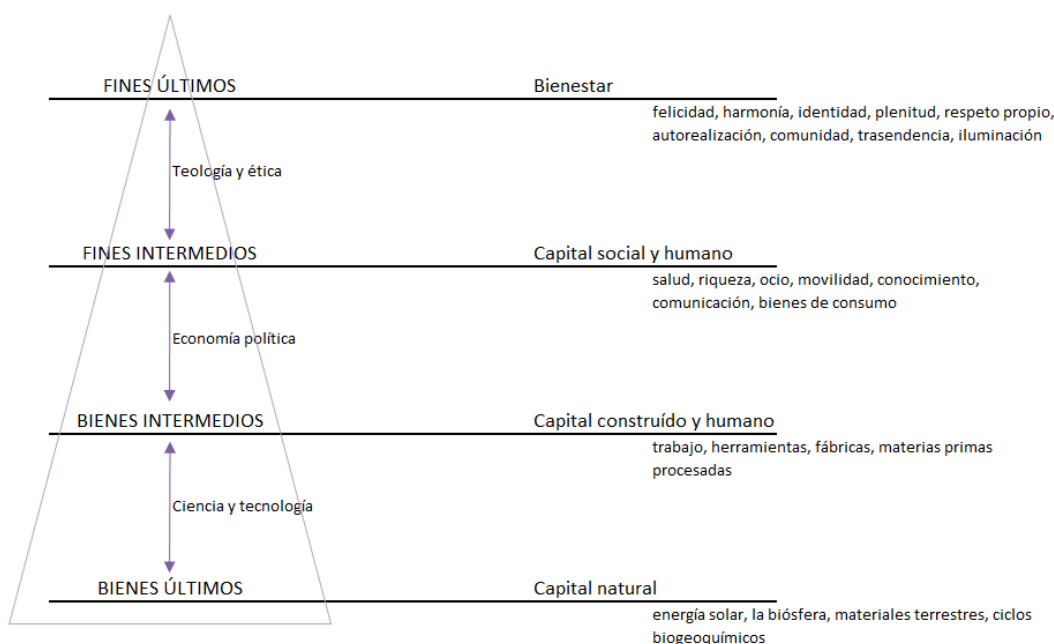 FINES ÚLTIMOS
Bienestar
felicidad, harmonía, identidad, plenitud, respeto propio,
autorealización, comunidad, trasendencia, iluminación
Teología y ética
FINES INTERMEDIOS
Capital social y humano
salud, riqueza, ocio, movilidad, conocimiento,
comunicación, bienes de consumo
Economía política
BIENES INTERMEDIOS
Capital construído y humano
trabajo, herramientas, fábricas, materias primas
procesadas
Ciencia y tecnología
BIENES ÚLTIMOS
Capital natural
energía solar, la biósfera, materiales terrestres, ciclos
biogeoquímicos